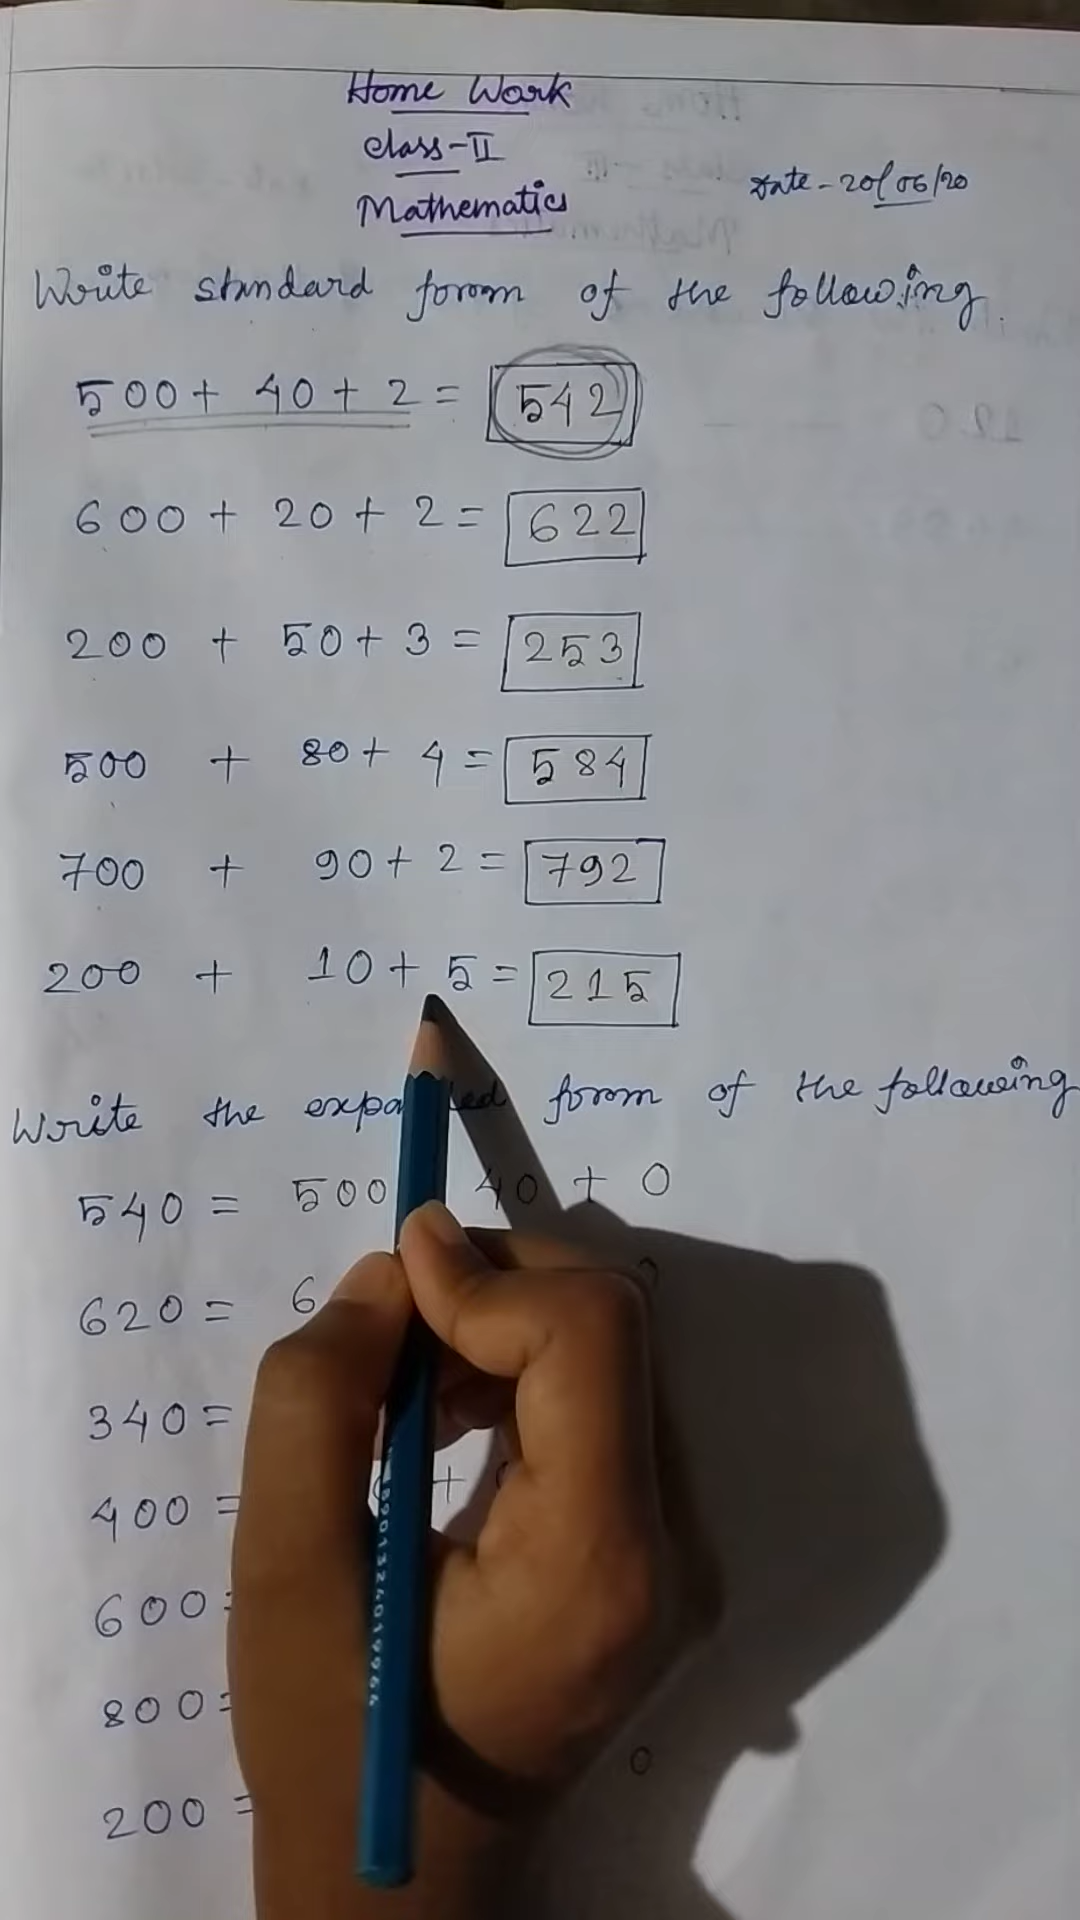 Home Work
Class-II
Mathematics
Date - 20/06/20
Write standard form of the following.
500 + 40 + 2 = 542
600 + 20 + 2 = 622
200 + 50 + 3 = 253
500 + 80 + 4 = 584
700 + 90 + 2 = 792
200 + 10 + 5 = 215
Write the form of the following
540 = 500 40 + 0
620 = 6
340 =
400 = +
600 =
800 =
200 =
8901324019964